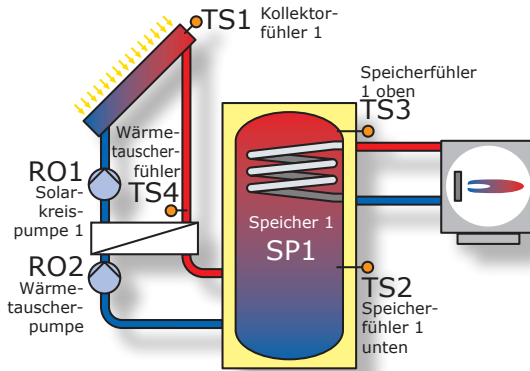 TS1 Kollektor-
fühler 1
Speicherfühler
1 oben
TS3
Wärme-
tauscher-
fühler
TS4
RO1
Solar-
kreis-
pumpe 1
Speicher 1
SP1
RO2
Wärme-
tauscher-
pumpe
TS2
Speicher-
fühler 1
unten